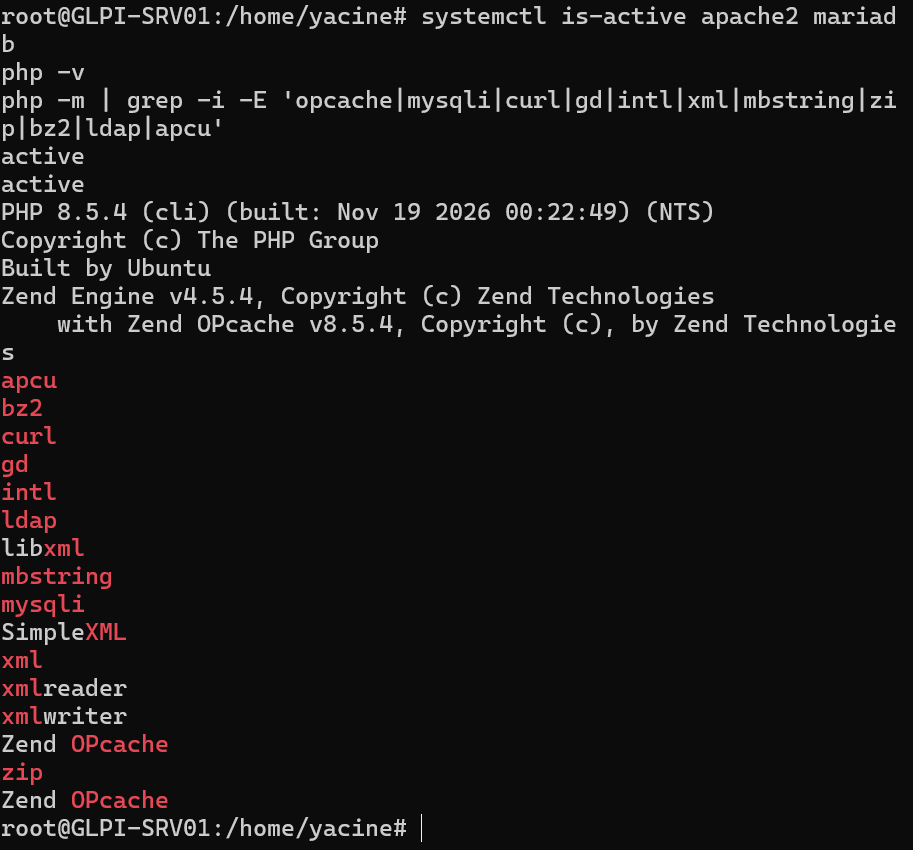 root@GLPI-SRV01:/home/yacine# systemctl is-active apache2 mariad
b
php -v
php -m | grep -i -E 'opcache|mysqli|curl|gd|intl|xml|mbstring|zi
p|bz2|ldap|apcu'
active
active
PHP 8.5.4 (cli) (built: Nov 19 2026 00:22:49) (NTS)
Copyright (c) The PHP Group
Built by Ubuntu
Zend Engine v4.5.4, Copyright (c) Zend Technologies
    with Zend OPcache v8.5.4, Copyright (c), by Zend Technologie
s
apcu
bz2
curl
gd
intl
ldap
libxml
mbstring
mysqli
SimpleXML
xml
xmlreader
xmlwriter
Zend OPcache
zip
Zend OPcache
root@GLPI-SRV01:/home/yacine#